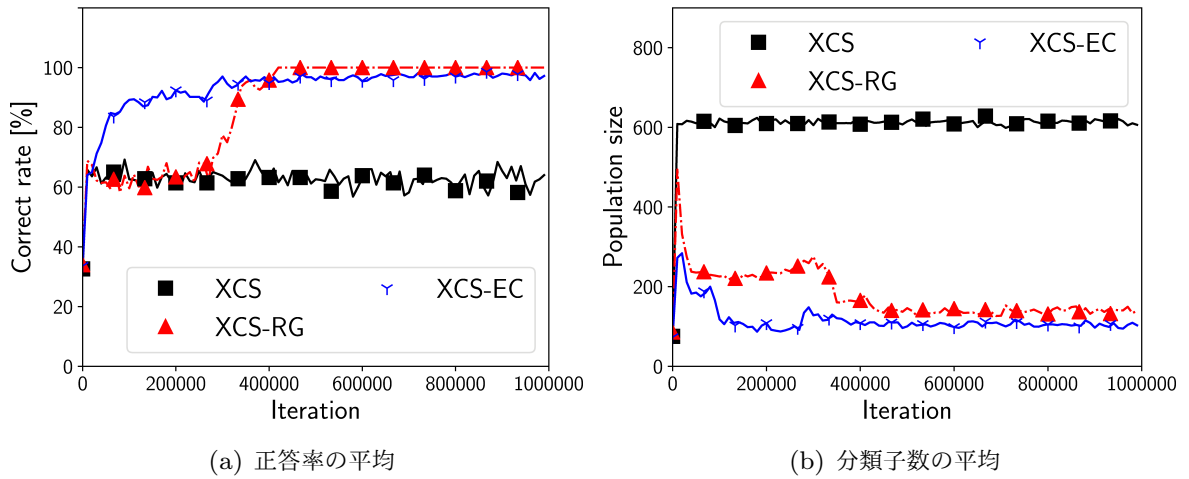 Correct rate [%]
100
80
60
40
20
0
XCS
XCS-EC
XCS-RG
0
200000
400000
600000
800000
1000000
Iteration
(a) 正答率の平均
Population size
800
600
400
200
0
XCS
XCS-EC
XCS-RG
0
200000
400000
600000
800000
1000000
Iteration
(b) 分類子数の平均